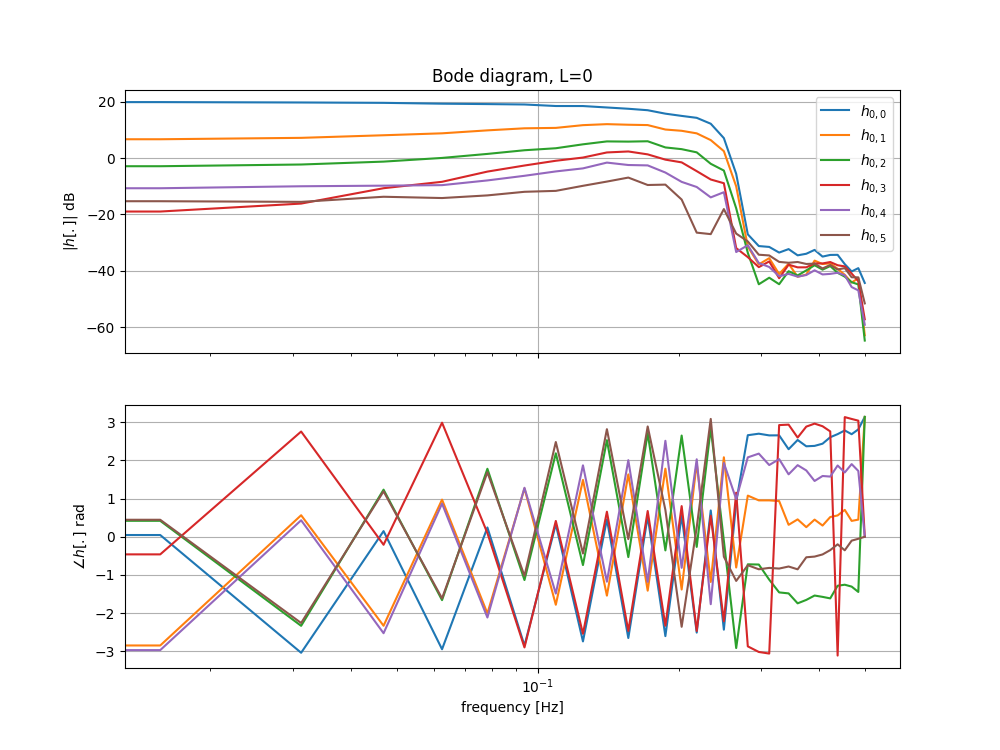 Bode diagram, L=0
|h[.]| dB
20
0
−20
−40
−60
h0,0
h0,1
h0,2
h0,3
h0,4
h0,5
∠h[.] rad
3
2
1
0
−1
−2
−3
10−1
frequency [Hz]